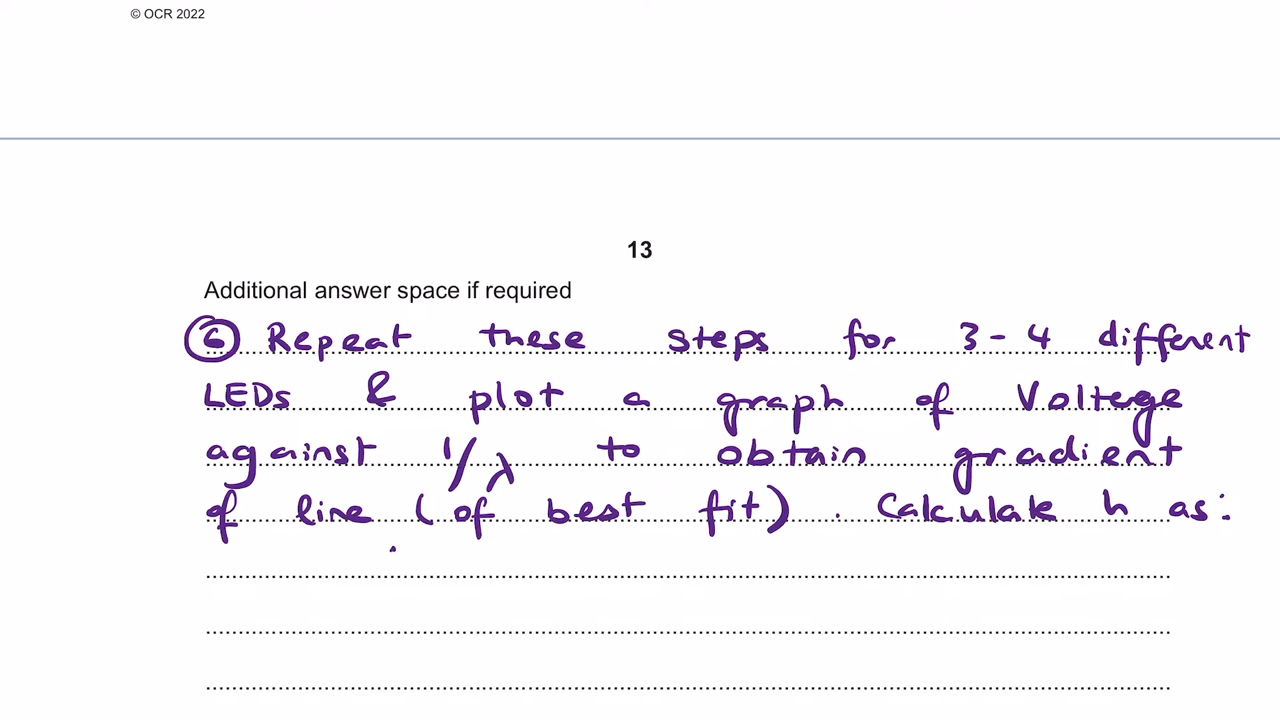 © OCR 2022
13
Additional answer space if required
6 Repeat these steps for 3-4 different
LEDs & plot a graph of Voltage
against 1/λ to obtain gradient
of line (of best fit). Calculate h as: